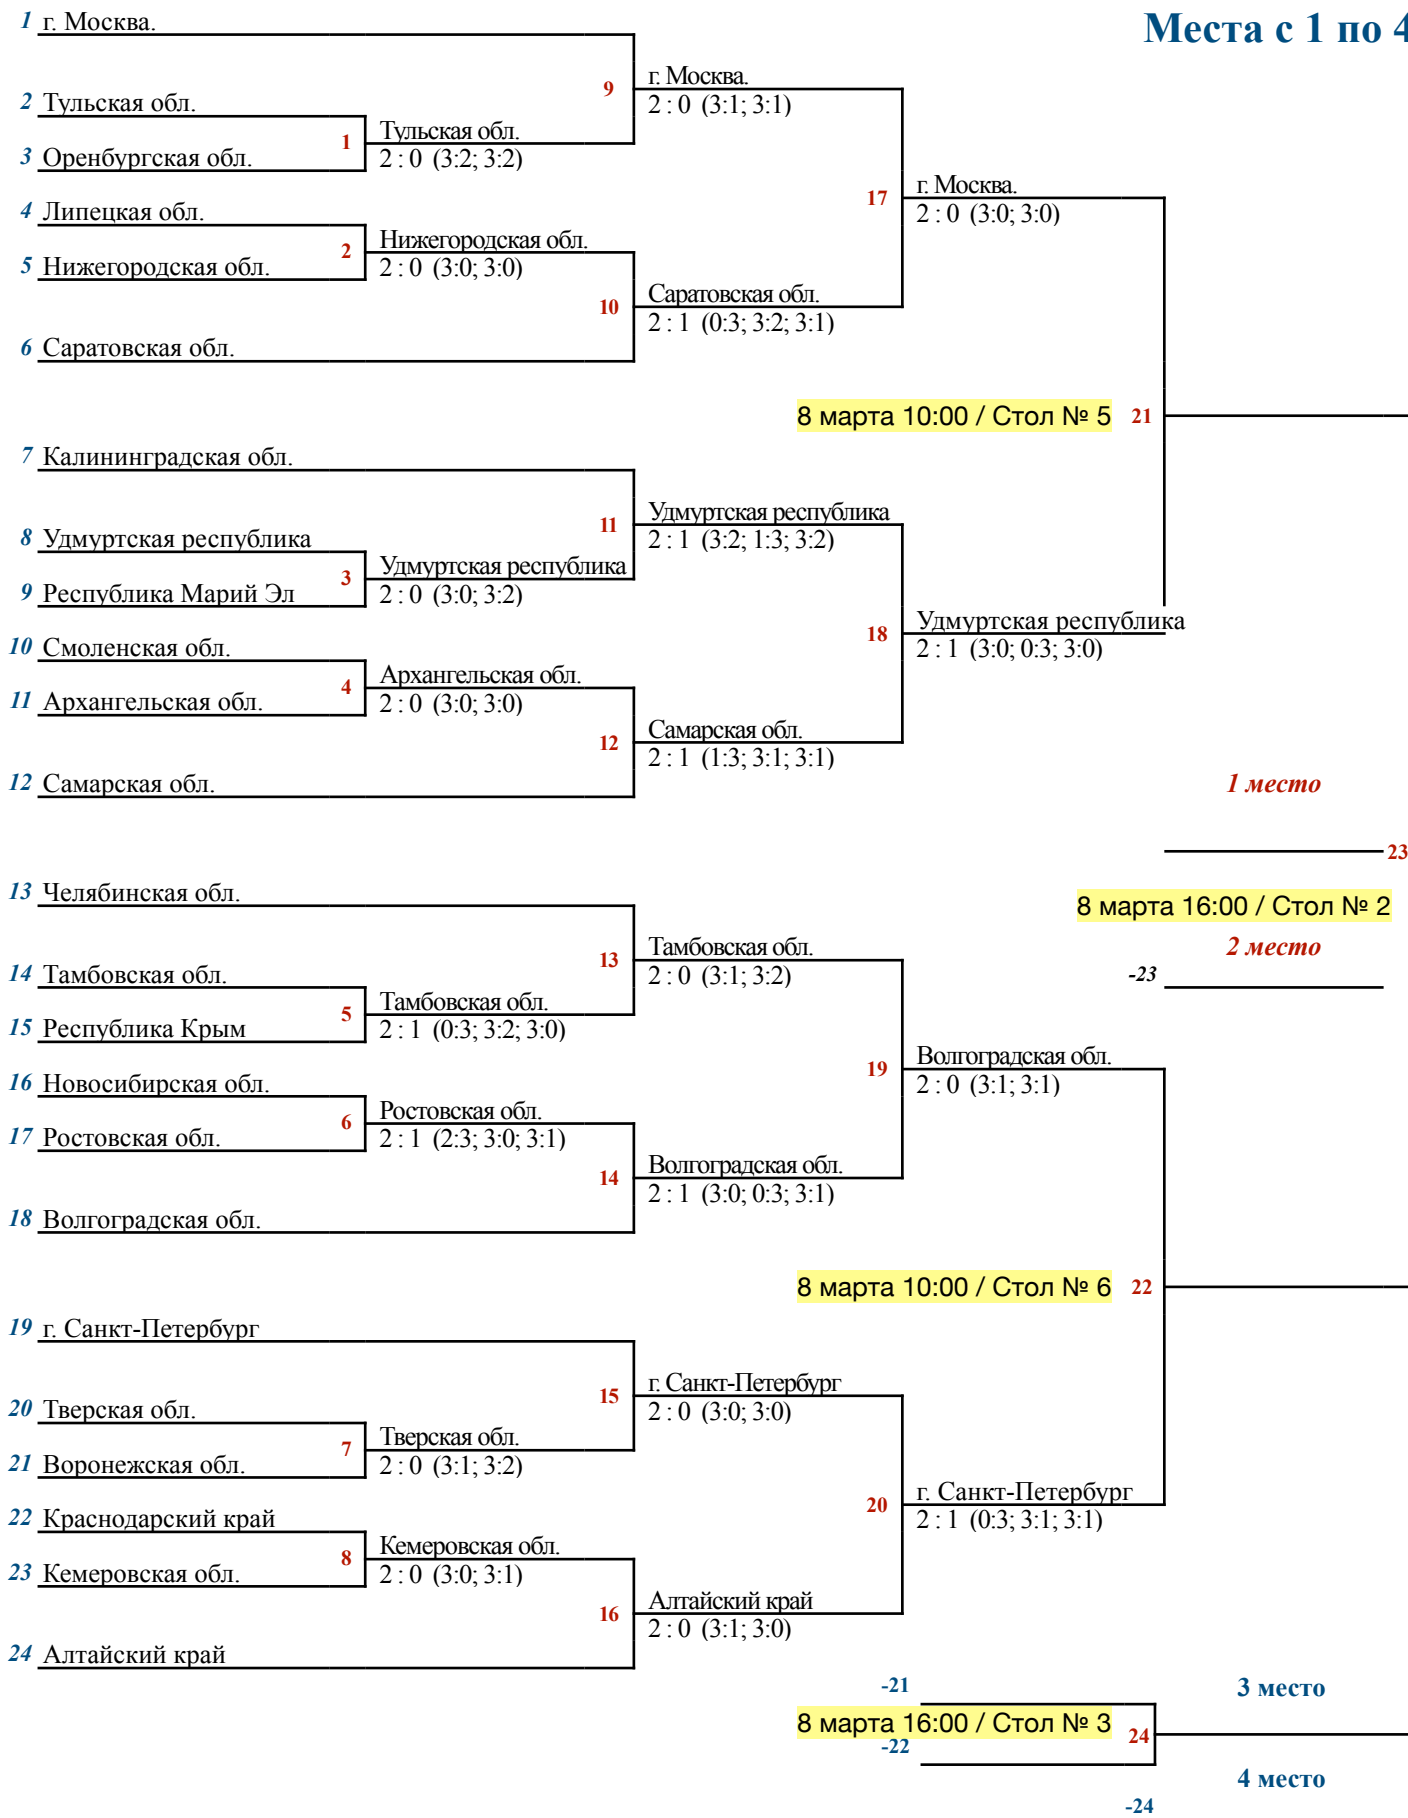 1 г. Москва.
Места с 1 по 4
г. Москва.
9
2 : 0 (3:1; 3:1)
2 Тульская обл.
Тульская обл.
1
2 : 0 (3:2; 3:2)
3 Оренбургская обл.
г. Москва.
17
2 : 0 (3:0; 3:0)
4 Липецкая обл.
Нижегородская обл.
2
2 : 0 (3:0; 3:0)
5 Нижегородская обл.
Саратовская обл.
10
2 : 1 (0:3; 3:2; 3:1)
6 Саратовская обл.
8 марта 10:00 / Стол № 5 21
7 Калининградская обл.
Удмуртская республика
11
2 : 1 (3:2; 1:3; 3:2)
8 Удмуртская республика
Удмуртская республика
3
2 : 0 (3:0; 3:2)
9 Республика Марий Эл
Удмуртская республика
18
2 : 1 (3:0; 0:3; 3:0)
10 Смоленская обл.
Архангельская обл.
4
2 : 0 (3:0; 3:0)
11 Архангельская обл.
Самарская обл.
12
2 : 1 (1:3; 3:1; 3:1)
12 Самарская обл.
1 место
23
13 Челябинская обл.
8 марта 16:00 / Стол № 2
2 место
-23
Тамбовская обл.
13
2 : 0 (3:1; 3:2)
14 Тамбовская обл.
Тамбовская обл.
5
2 : 1 (0:3; 3:2; 3:0)
15 Республика Крым
Волгоградская обл.
19
2 : 0 (3:1; 3:1)
16 Новосибирская обл.
Ростовская обл.
6
2 : 1 (2:3; 3:0; 3:1)
17 Ростовская обл.
Волгоградская обл.
14
2 : 1 (3:0; 0:3; 3:1)
18 Волгоградская обл.
8 марта 10:00 / Стол № 6 22
19 г. Санкт-Петербург
г. Санкт-Петербург
15
2 : 0 (3:0; 3:0)
20 Тверская обл.
Тверская обл.
7
2 : 0 (3:1; 3:2)
21 Воронежская обл.
г. Санкт-Петербург
20
2 : 1 (0:3; 3:1; 3:1)
22 Краснодарский край
Кемеровская обл.
8
2 : 0 (3:0; 3:1)
23 Кемеровская обл.
Алтайский край
16
2 : 0 (3:1; 3:0)
24 Алтайский край
-21
3 место
8 марта 16:00 / Стол № 3 24
-22
4 место
-24